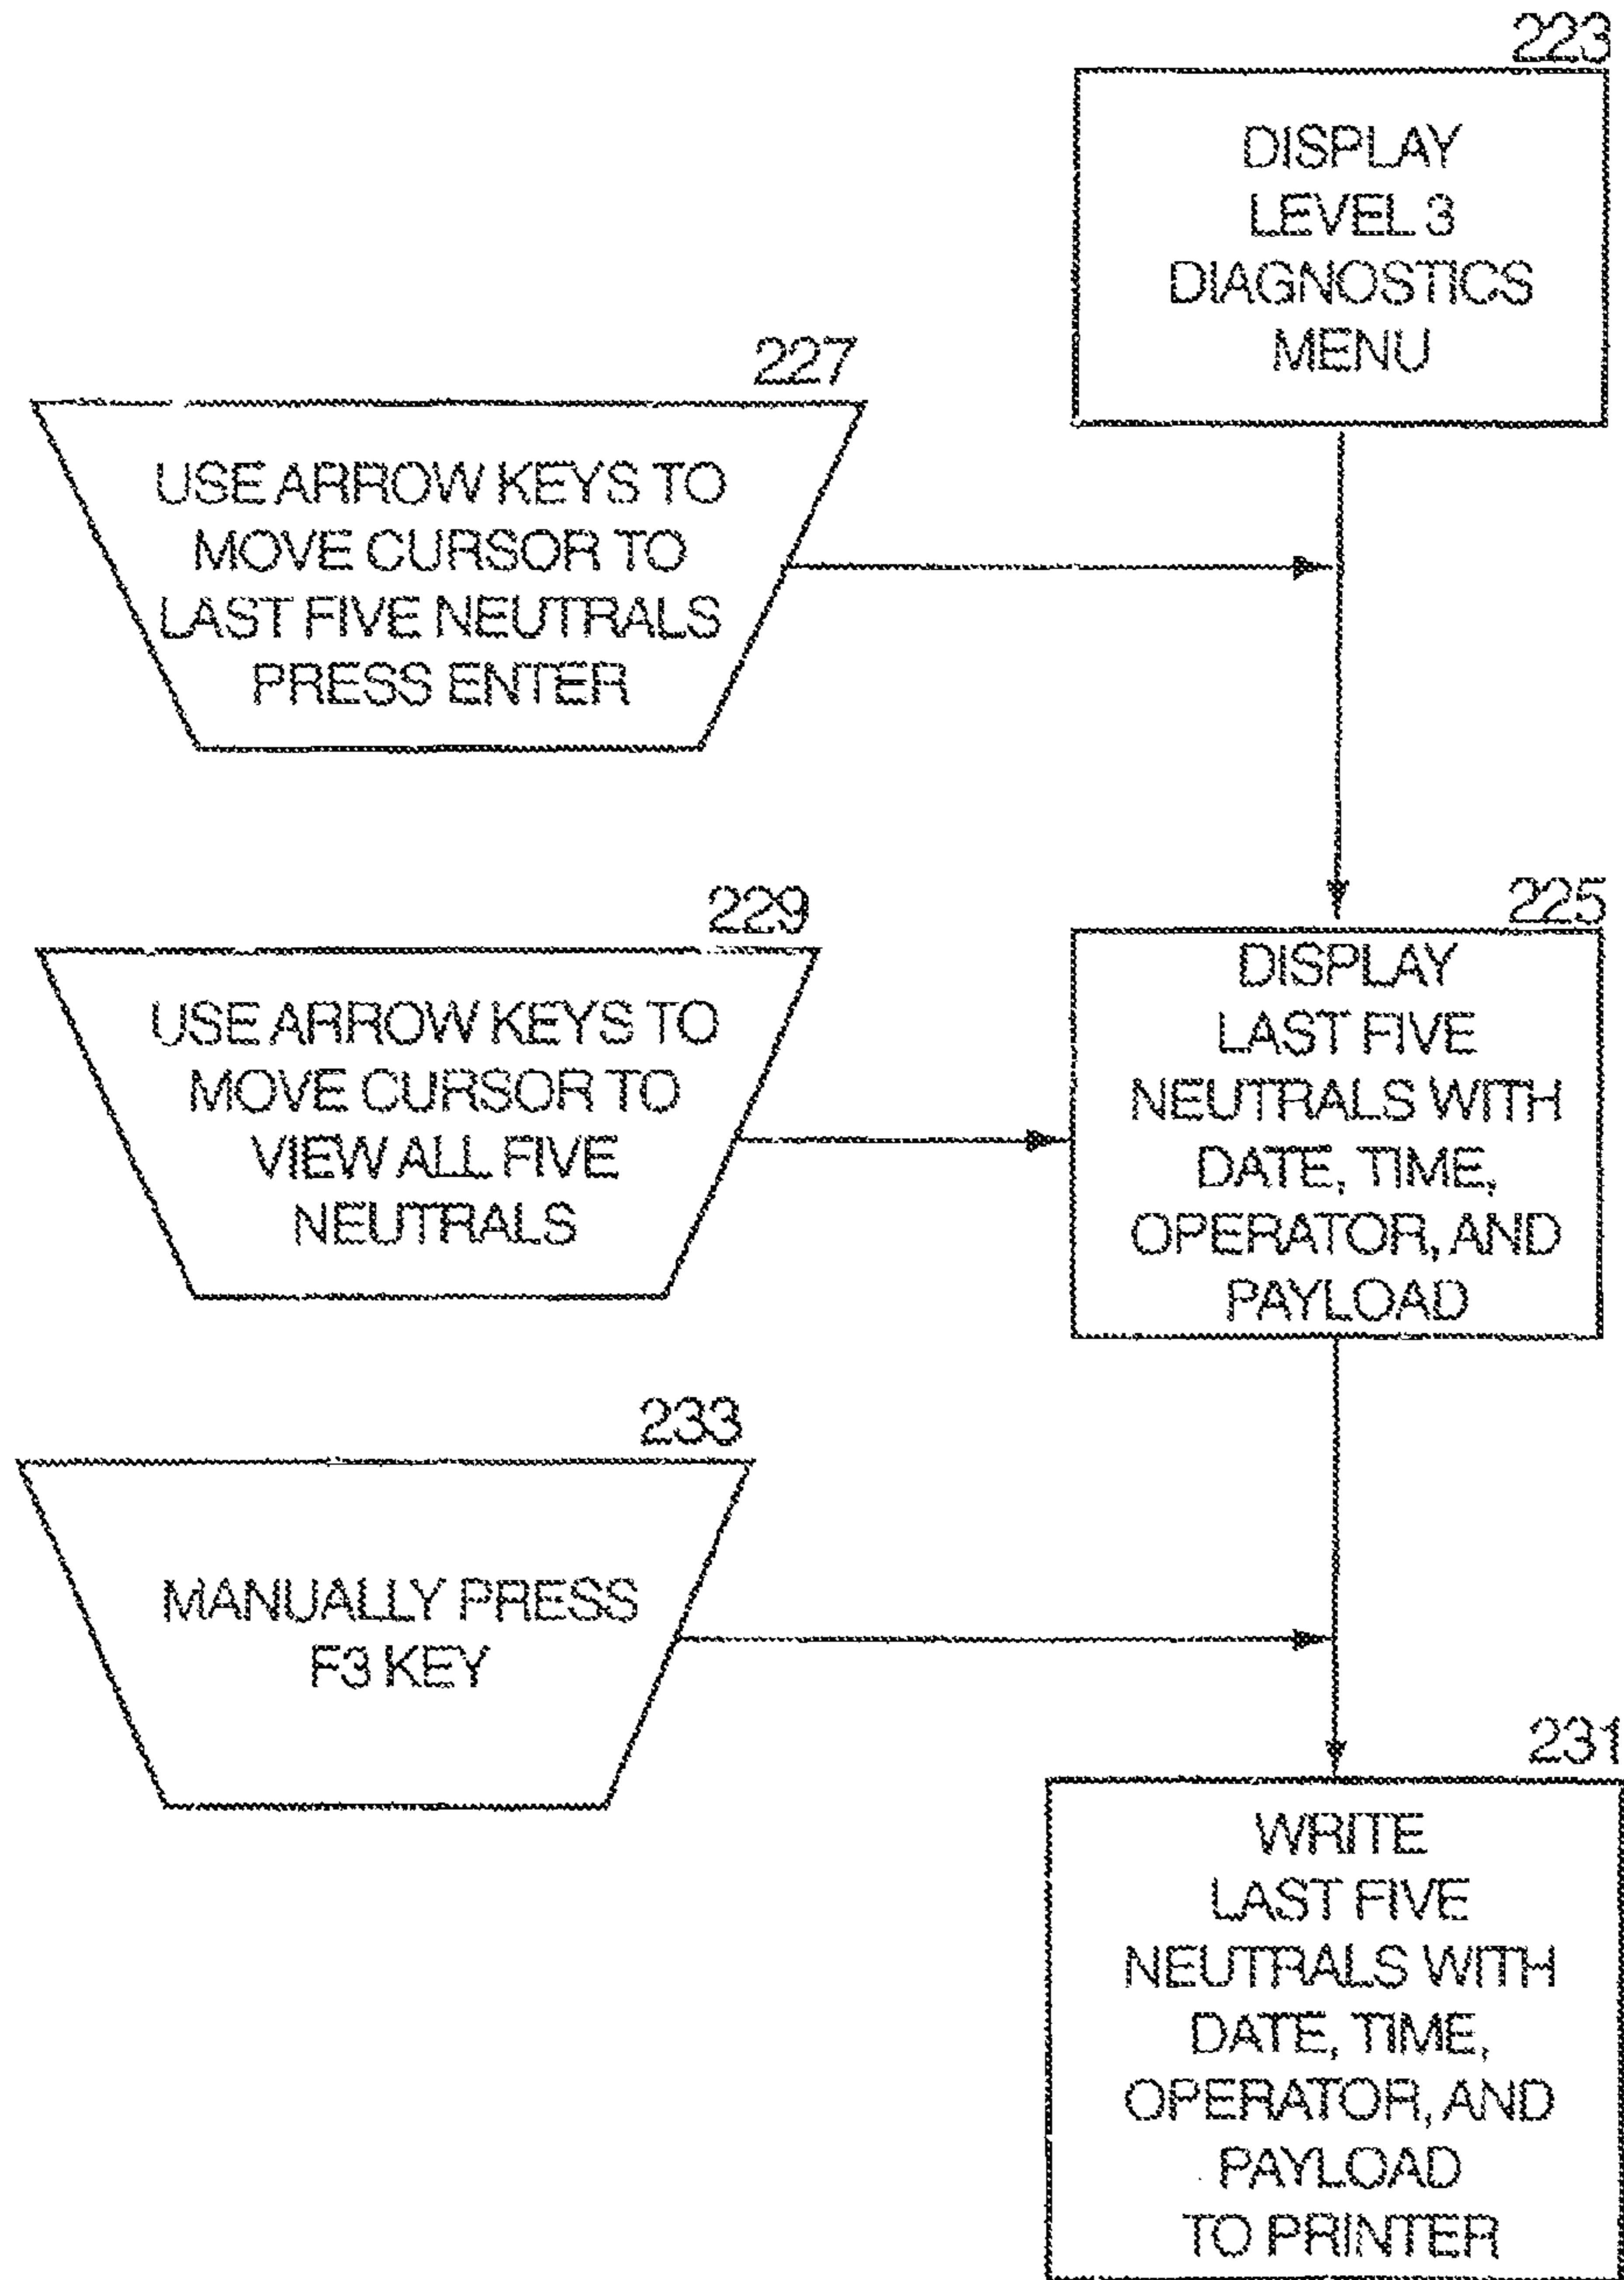 223
DISPLAY
LEVEL 3
DIAGNOSTICS
MENU
227
USE ARROW KEYS TO
MOVE CURSOR TO
LAST FIVE NEUTRALS
PRESS ENTER
229
USE ARROW KEYS TO
MOVE CURSOR TO
VIEW ALL FIVE
NEUTRALS
225
DISPLAY
LAST FIVE
NEUTRALS WITH
DATE, TIME,
OPERATOR, AND
PAYLOAD
233
MANUALLY PRESS
F3 KEY
231
WRITE
LAST FIVE
NEUTRALS WITH
DATE, TIME,
OPERATOR, AND
PAYLOAD
TO PRINTER